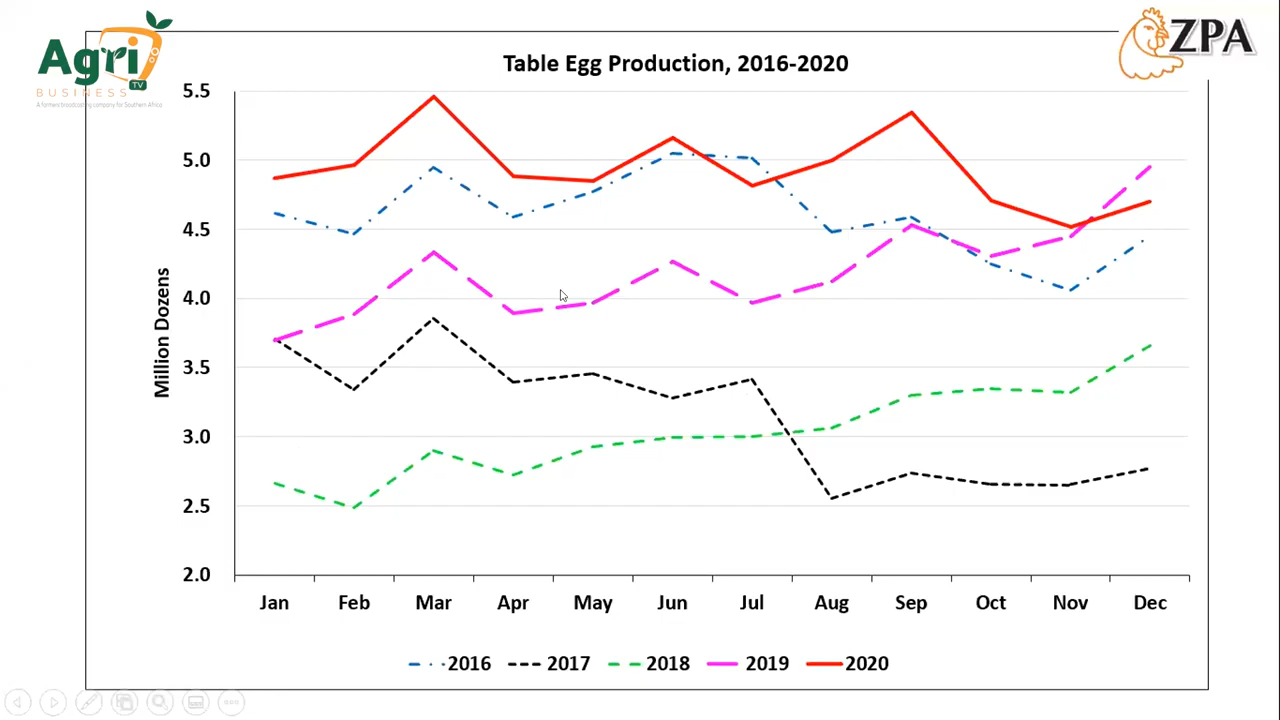 Agri
TV
BUSINESS
A farmers broadcasting company for Southern Africa
ZPA
Table Egg Production, 2016-2020
Million Dozens
5.5
5.0
4.5
4.0
3.5
3.0
2.5
2.0
Jan Feb Mar Apr May Jun Jul Aug Sep Oct Nov Dec
2016 2017 2018 2019 2020